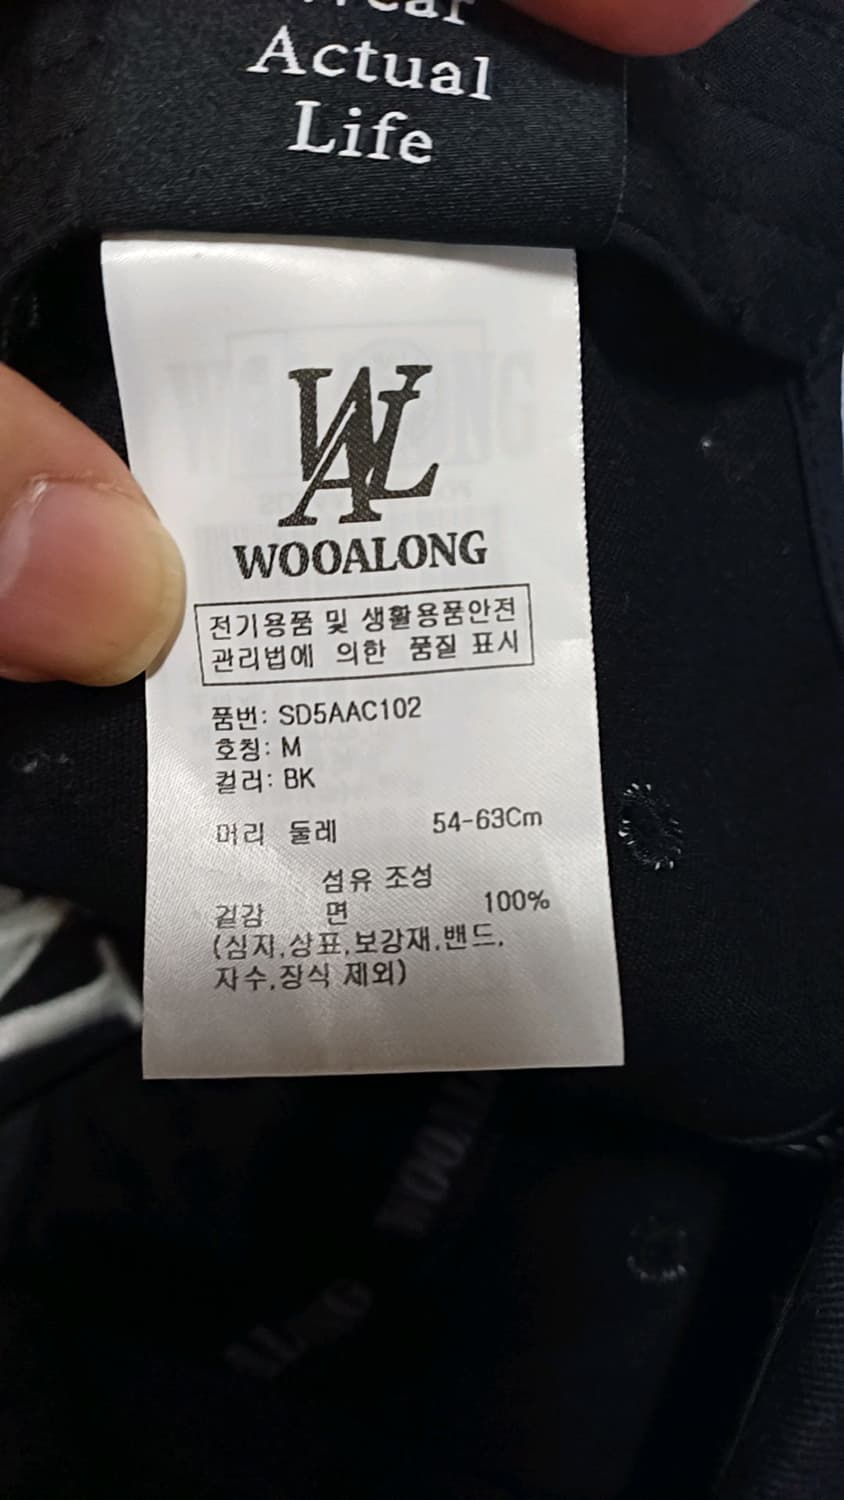 Wear
Actual
Life
WAL
WOOALONG
전기용품 및 생활용품안전
관리법에 의한 품질 표시
품번: SD5AAC102
호칭: M
컬러: BK
머리 둘레 54-63Cm
섬유 조성
겉감 면 100%
(심지,상표,보강재,밴드,
자수,장식 제외)